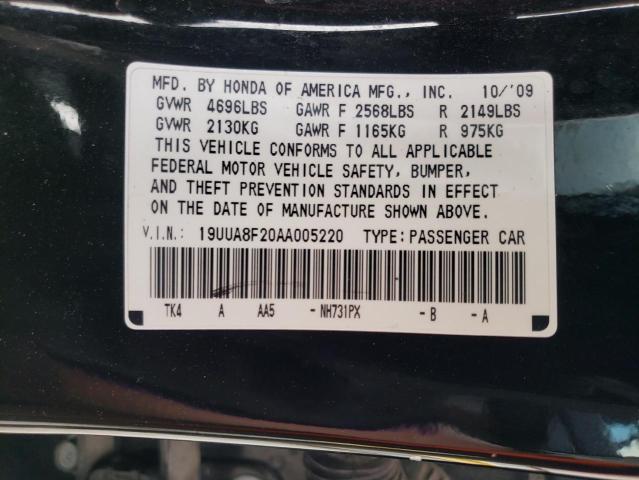 MFD. BY HONDA OF AMERICA MFG., INC. 10/'09
GVWR 4696LBS GAWR F 2568LBS R 2149LBS
GVWR 2130KG GAWR F 1165KG R 975KG
THIS VEHICLE CONFORMS TO ALL APPLICABLE
FEDERAL MOTOR VEHICLE SAFETY, BUMPER,
AND THEFT PREVENTION STANDARDS IN EFFECT
ON THE DATE OF MANUFACTURE SHOWN ABOVE.
V.I.N.: 19UUA8F20AA005220 TYPE: PASSENGER CAR
TK4 A AA5 -NH731PX -B -A